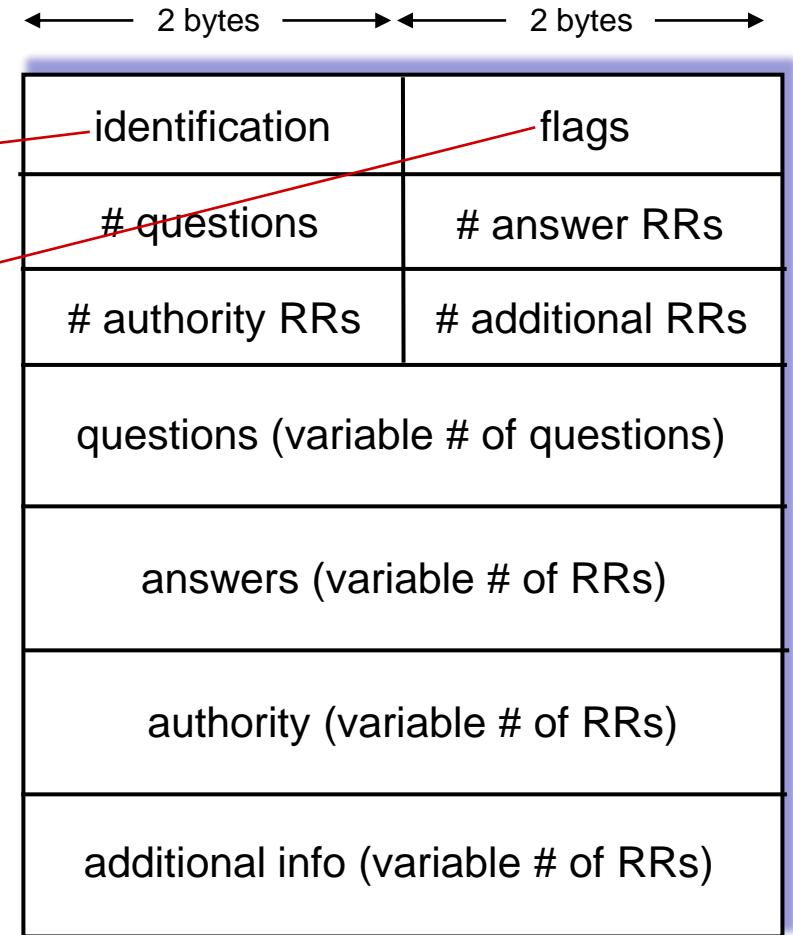 2 bytes 2 bytes
identification flags
# questions # answer RRs
# authority RRs # additional RRs
questions (variable # of questions)
answers (variable # of RRs)
authority (variable # of RRs)
additional info (variable # of RRs)